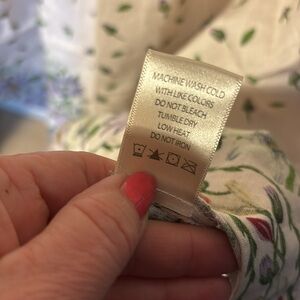 MACHINE WASH COLD
WITH LIKE COLORS
DO NOT BLEACH
TUMBLE DRY
LOW HEAT
DO NOT IRON